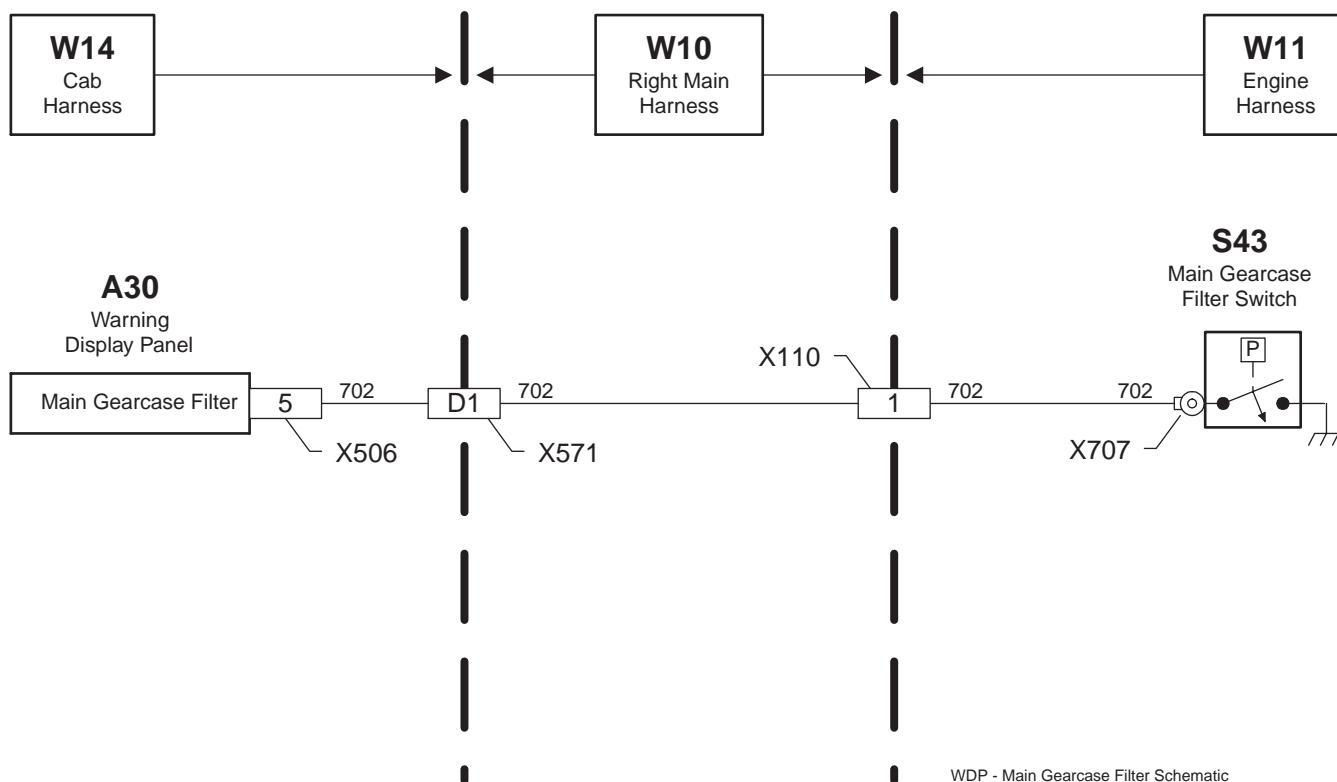 W14
Cab
Harness
W10
Right Main
Harness
W11
Engine
Harness
A30
Warning
Display Panel
S43
Main Gearcase
Filter Switch
P
X110
Main Gearcase Filter
5
702
D1
702
1
702
702
X506
X571
X707
WDP - Main Gearcase Filter Schematic